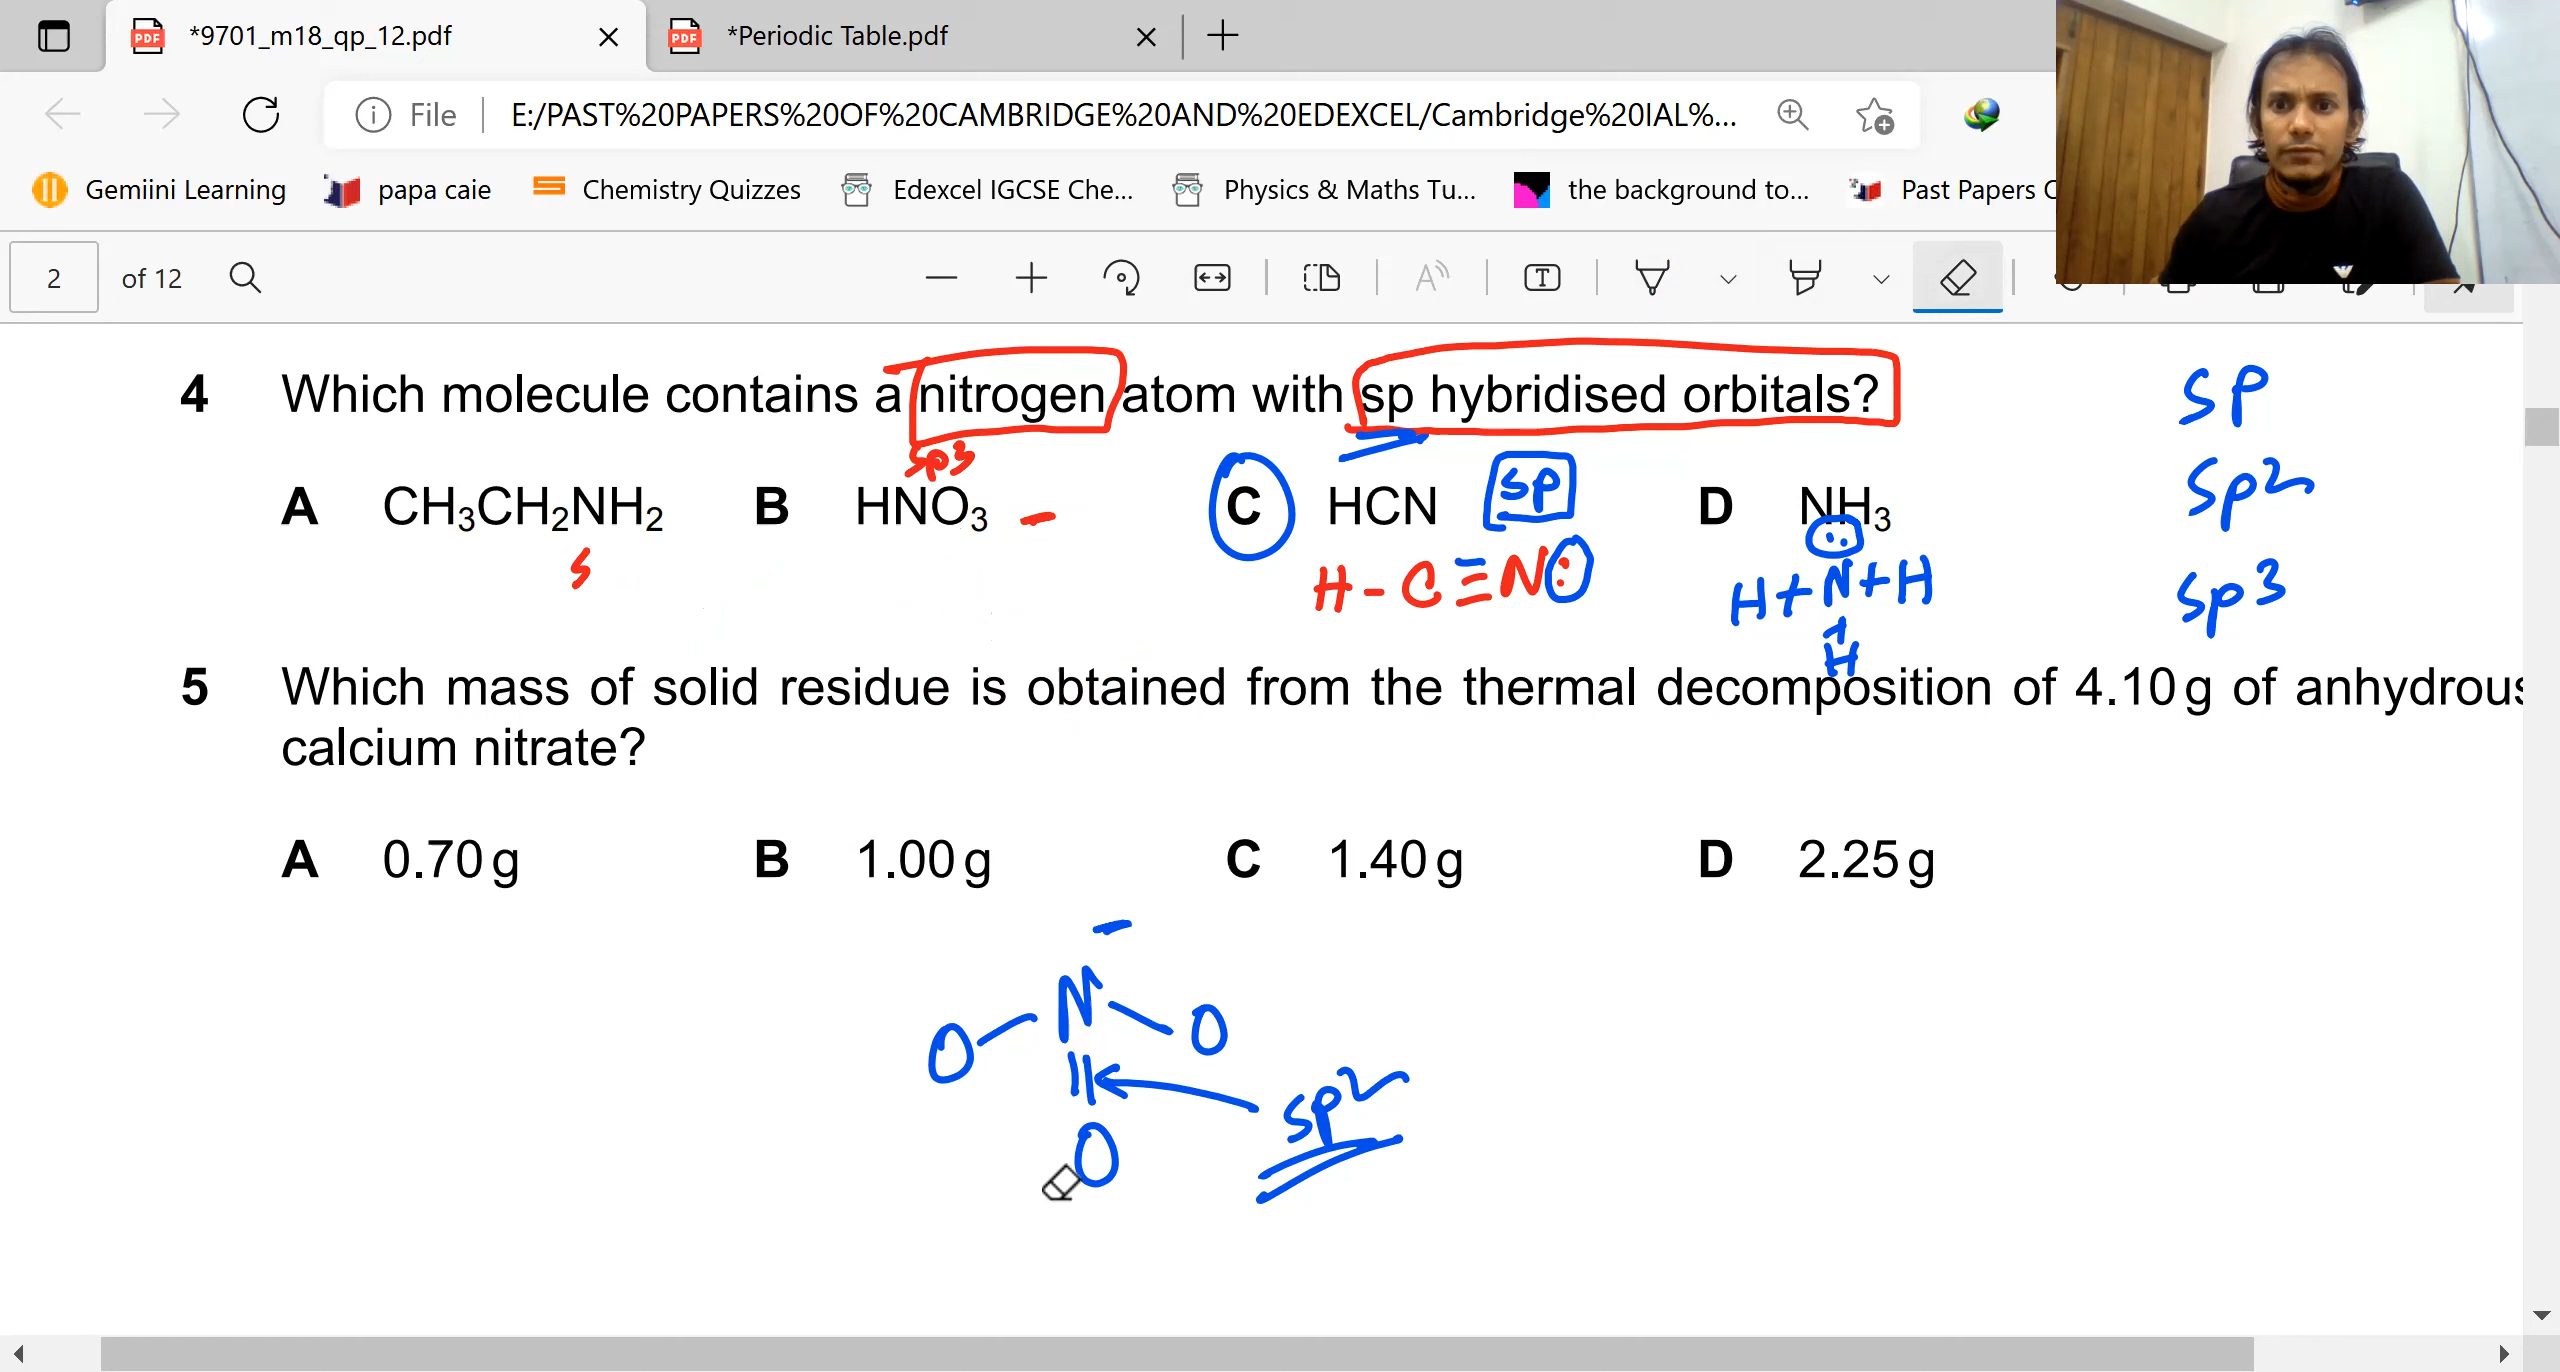 *9701_m18_qp_12.pdf
*Periodic Table.pdf
File E:/PAST%20PAPERS%20OF%20CAMBRIDGE%20AND%20EDEXCEL/Cambridge%20IAL%...
Gemiini Learning papa caie Chemistry Quizzes Edexcel IGCSE Che... Physics & Maths Tu... the background to... Past Papers
2 of 12
4 Which molecule contains a nitrogen atom with sp hybridised orbitals?
sp
sp3
A CH₃CH₂NH₂ B HNO₃ - C HCN sp D NH₃
sp2
s
H - C ≡ N : H + N + H
H
sp3
5 Which mass of solid residue is obtained from the thermal decomposition of 4.10 g of anhydrous
calcium nitrate?
A 0.70 g B 1.00 g C 1.40 g D 2.25 g
-
O - N - O
O
sp2